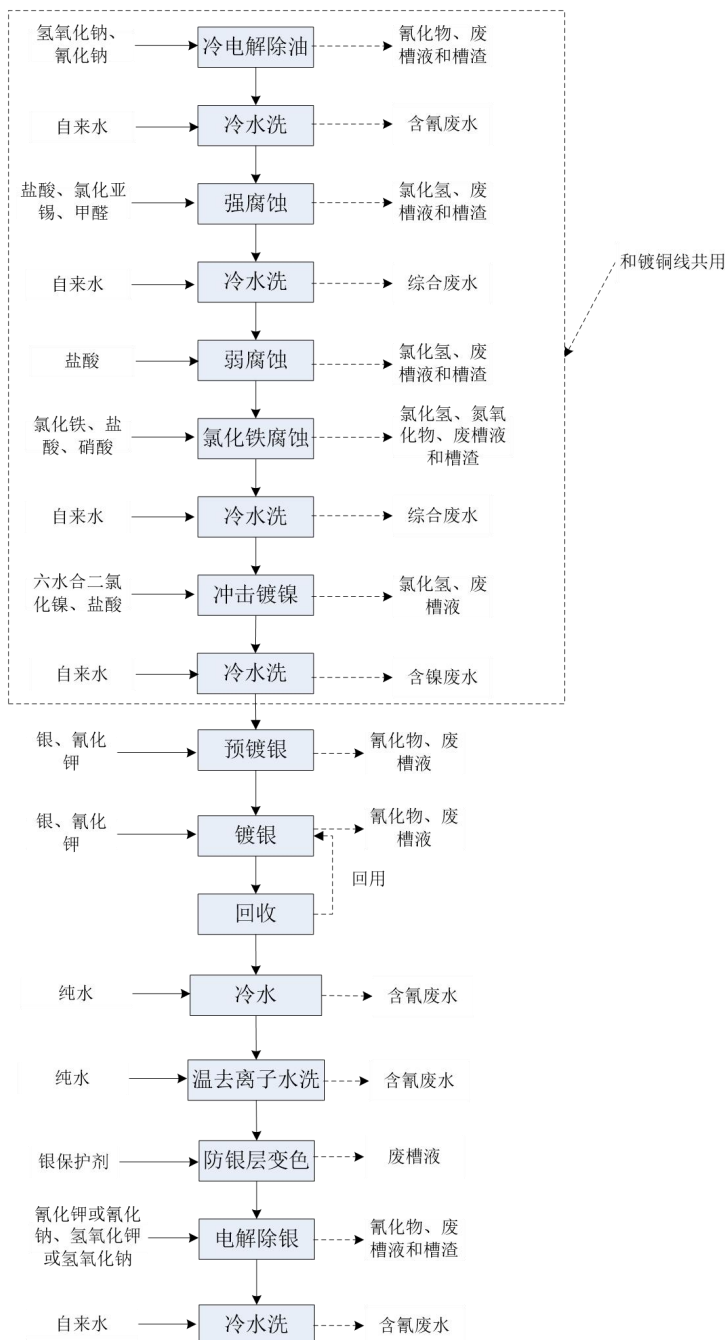 氢氧化钠、
氰化钠
冷电解除油
氰化物、废
槽液和槽渣
自来水
冷水洗
含氰废水
盐酸、氯化亚
锡、甲醛
强腐蚀
氯化氢、废
槽液和槽渣
自来水
冷水洗
综合废水
和镀铜线共用
盐酸
弱腐蚀
氯化氢、废
槽液和槽渣
氯化铁、盐
酸、硝酸
氯化铁腐蚀
氯化氢、氮氧
化物、废槽液
和槽渣
自来水
冷水洗
综合废水
六水合二氯
化镍、盐酸
冲击镀镍
氯化氢、废
槽液
自来水
冷水洗
含镍废水
银、氰化
钾
预镀银
氰化物、废
槽液
银、氰化
钾
镀银
氰化物、废
槽液
回用
回收
纯水
冷水
含氰废水
纯水
温去离子水洗
含氰废水
银保护剂
防银层变色
废槽液
氰化钾或氰化
钠、氢氧化钾
或氢氧化钠
电解除银
氰化物、废
槽液和槽渣
自来水
冷水洗
含氰废水